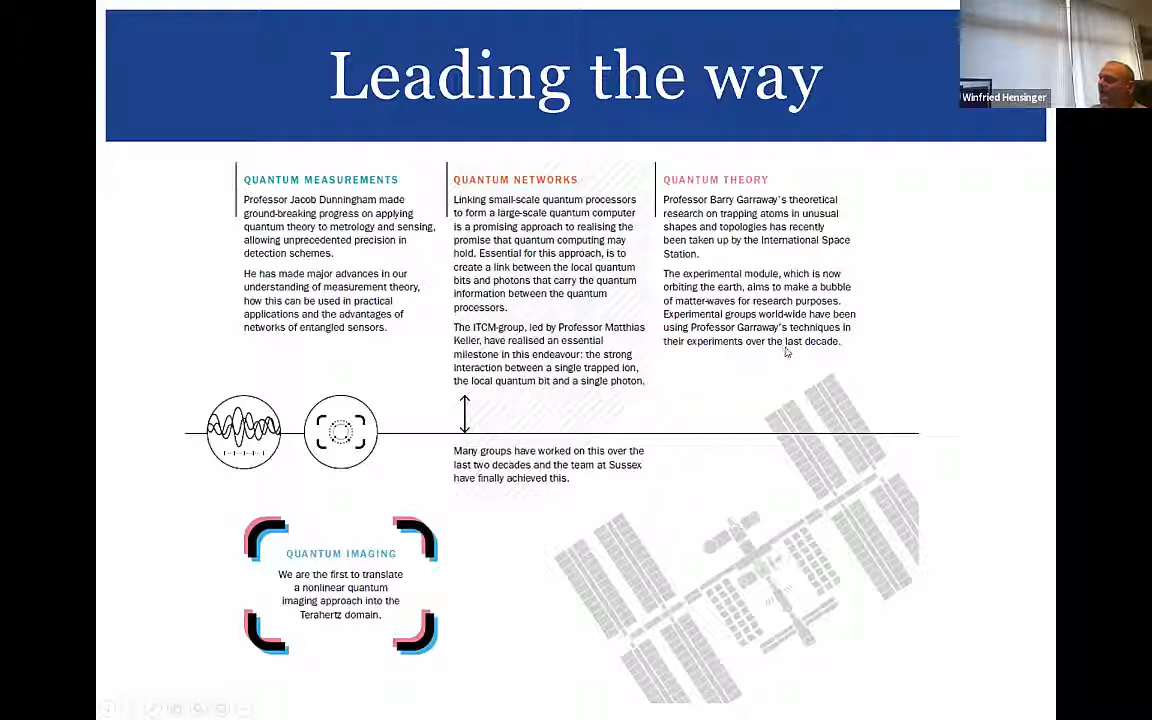 Leading the way
Winfried Hensinger
QUANTUM MEASUREMENTS
Professor Jacob Dunningham made
ground-breaking progress on applying
quantum theory to metrology and sensing,
allowing unprecedented precision in
detection schemes.
He has made major advances in our
understanding of measurement theory,
how this can be used in practical
applications and the advantages of
networks of entangled sensors.
QUANTUM NETWORKS
Linking small-scale quantum processors
to form a large-scale quantum computer
is a promising approach to realising the
promise that quantum computing may
hold. Essential for this approach, is to
create a link between the local quantum
bits and photons that carry the quantum
information between the quantum
processors.
The ITCM-group, led by Professor Matthias
Keller, have realised an essential
milestone in this endeavour: the strong
interaction between a single trapped ion,
the local quantum bit and a single photon.
Many groups have worked on this over the
last two decades and the team at Sussex
have finally achieved this.
QUANTUM THEORY
Professor Barry Garraway's theoretical
research on trapping atoms in unusual
shapes and topologies has recently
been taken up by the International Space
Station.
The experimental module, which is now
orbiting the earth, aims to make a bubble
of matter-waves for research purposes.
Experimental groups world-wide have been
using Professor Garraway's techniques in
their experiments over the last decade.
QUANTUM IMAGING
We are the first to translate
a nonlinear quantum
imaging approach into the
Terahertz domain.